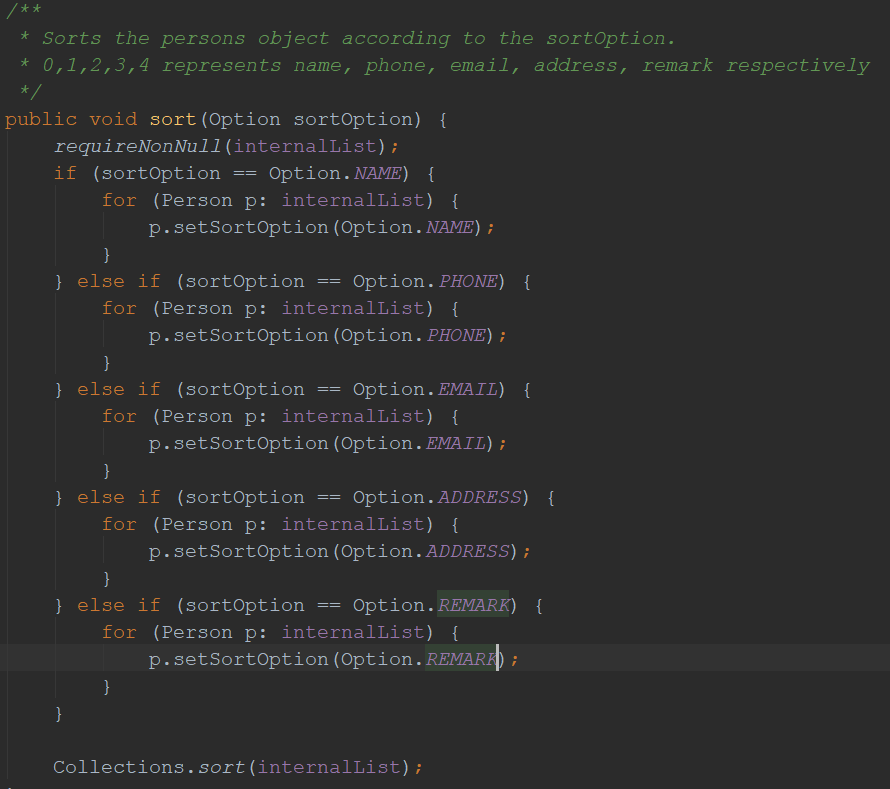 /**
 * Sorts the persons object according to the sortOption.
 * 0,1,2,3,4 represents name, phone, email, address, remark respectively
 */
public void sort(Option sortOption) {
    requireNonNull(internalList);
    if (sortOption == Option.NAME) {
        for (Person p: internalList) {
            p.setSortOption(Option.NAME);
        }
    } else if (sortOption == Option.PHONE) {
        for (Person p: internalList) {
            p.setSortOption(Option.PHONE);
        }
    } else if (sortOption == Option.EMAIL) {
        for (Person p: internalList) {
            p.setSortOption(Option.EMAIL);
        }
    } else if (sortOption == Option.ADDRESS) {
        for (Person p: internalList) {
            p.setSortOption(Option.ADDRESS);
        }
    } else if (sortOption == Option.REMARK) {
        for (Person p: internalList) {
            p.setSortOption(Option.REMARK);
        }
    }

    Collections.sort(internalList);